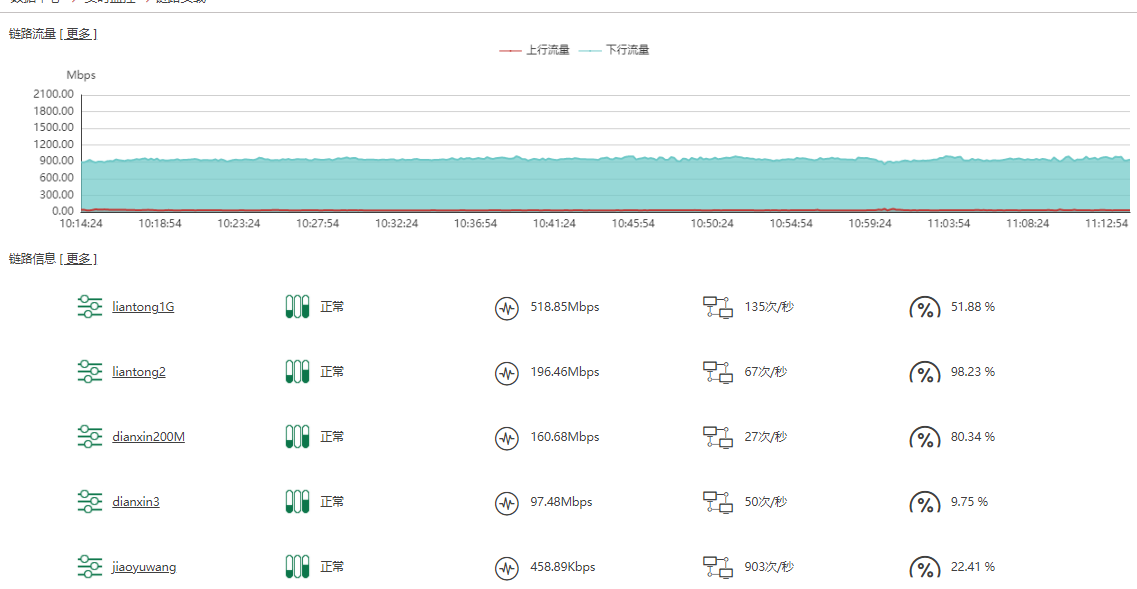 链路流量 [ 更多 ]
上行流量 下行流量
Mbps
2100.00
1800.00
1500.00
1200.00
900.00
600.00
300.00
0.00
10:14:24 10:18:54 10:23:24 10:27:54 10:32:24 10:36:54 10:41:24 10:45:54 10:50:24 10:54:54 10:59:24 11:03:54 11:08:24 11:12:54
链路信息 [ 更多 ]
liantong1G 正常 518.85Mbps 135次/秒 % 51.88 %
liantong2 正常 196.46Mbps 67次/秒 % 98.23 %
dianxin200M 正常 160.68Mbps 27次/秒 % 80.34 %
dianxin3 正常 97.48Mbps 50次/秒 % 9.75 %
jiaoyuwang 正常 458.89Kbps 903次/秒 % 22.41 %